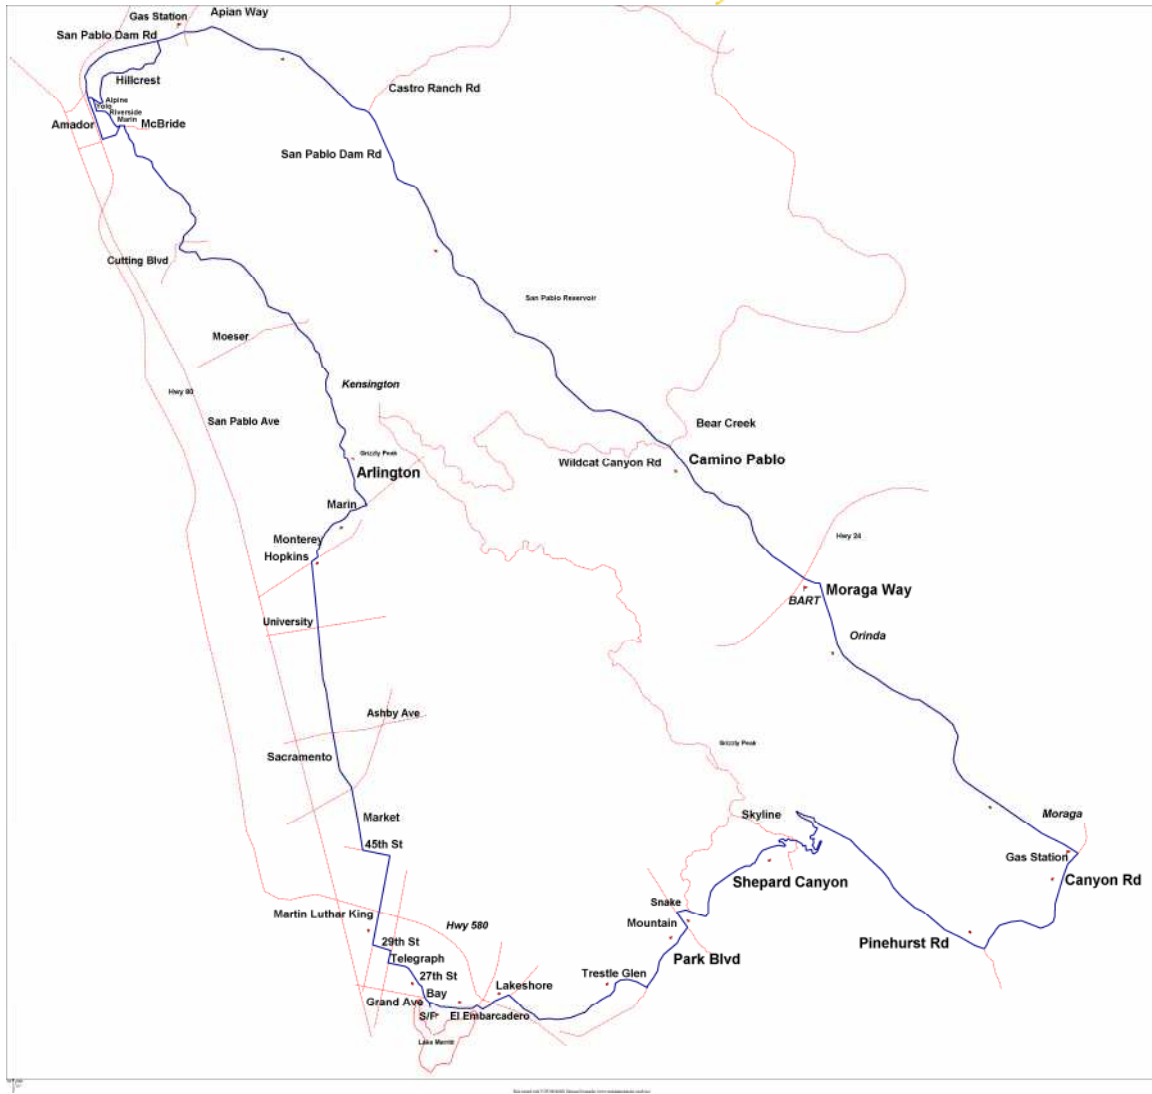 Apian Way
Gas Station
San Pablo Dam Rd
Hillcrest
Castro Ranch Rd
Alpine
Yolo
Riverside
Marin
Amador
McBride
San Pablo Dam Rd
Cutting Blvd
San Pablo Reservoir
Moeser
Kensington
Hwy 80
San Pablo Ave
Bear Creek
Grizzly Peak
Wildcat Canyon Rd
Camino Pablo
Arlington
Marin
Monterey
Hwy 24
Hopkins
Moraga Way
BART
University
Orinda
Ashby Ave
Grizzly Peak
Sacramento
Skyline
Moraga
Market
45th St
Gas Station
Shepard Canyon
Canyon Rd
Snake
Martin Luthar King
Mountain
Hwy 580
29th St
Pinehurst Rd
Telegraph
Park Blvd
27th St
Trestle Glen
Lakeshore
Bay
Grand Ave
S/F
El Embarcadero
Lake Merritt